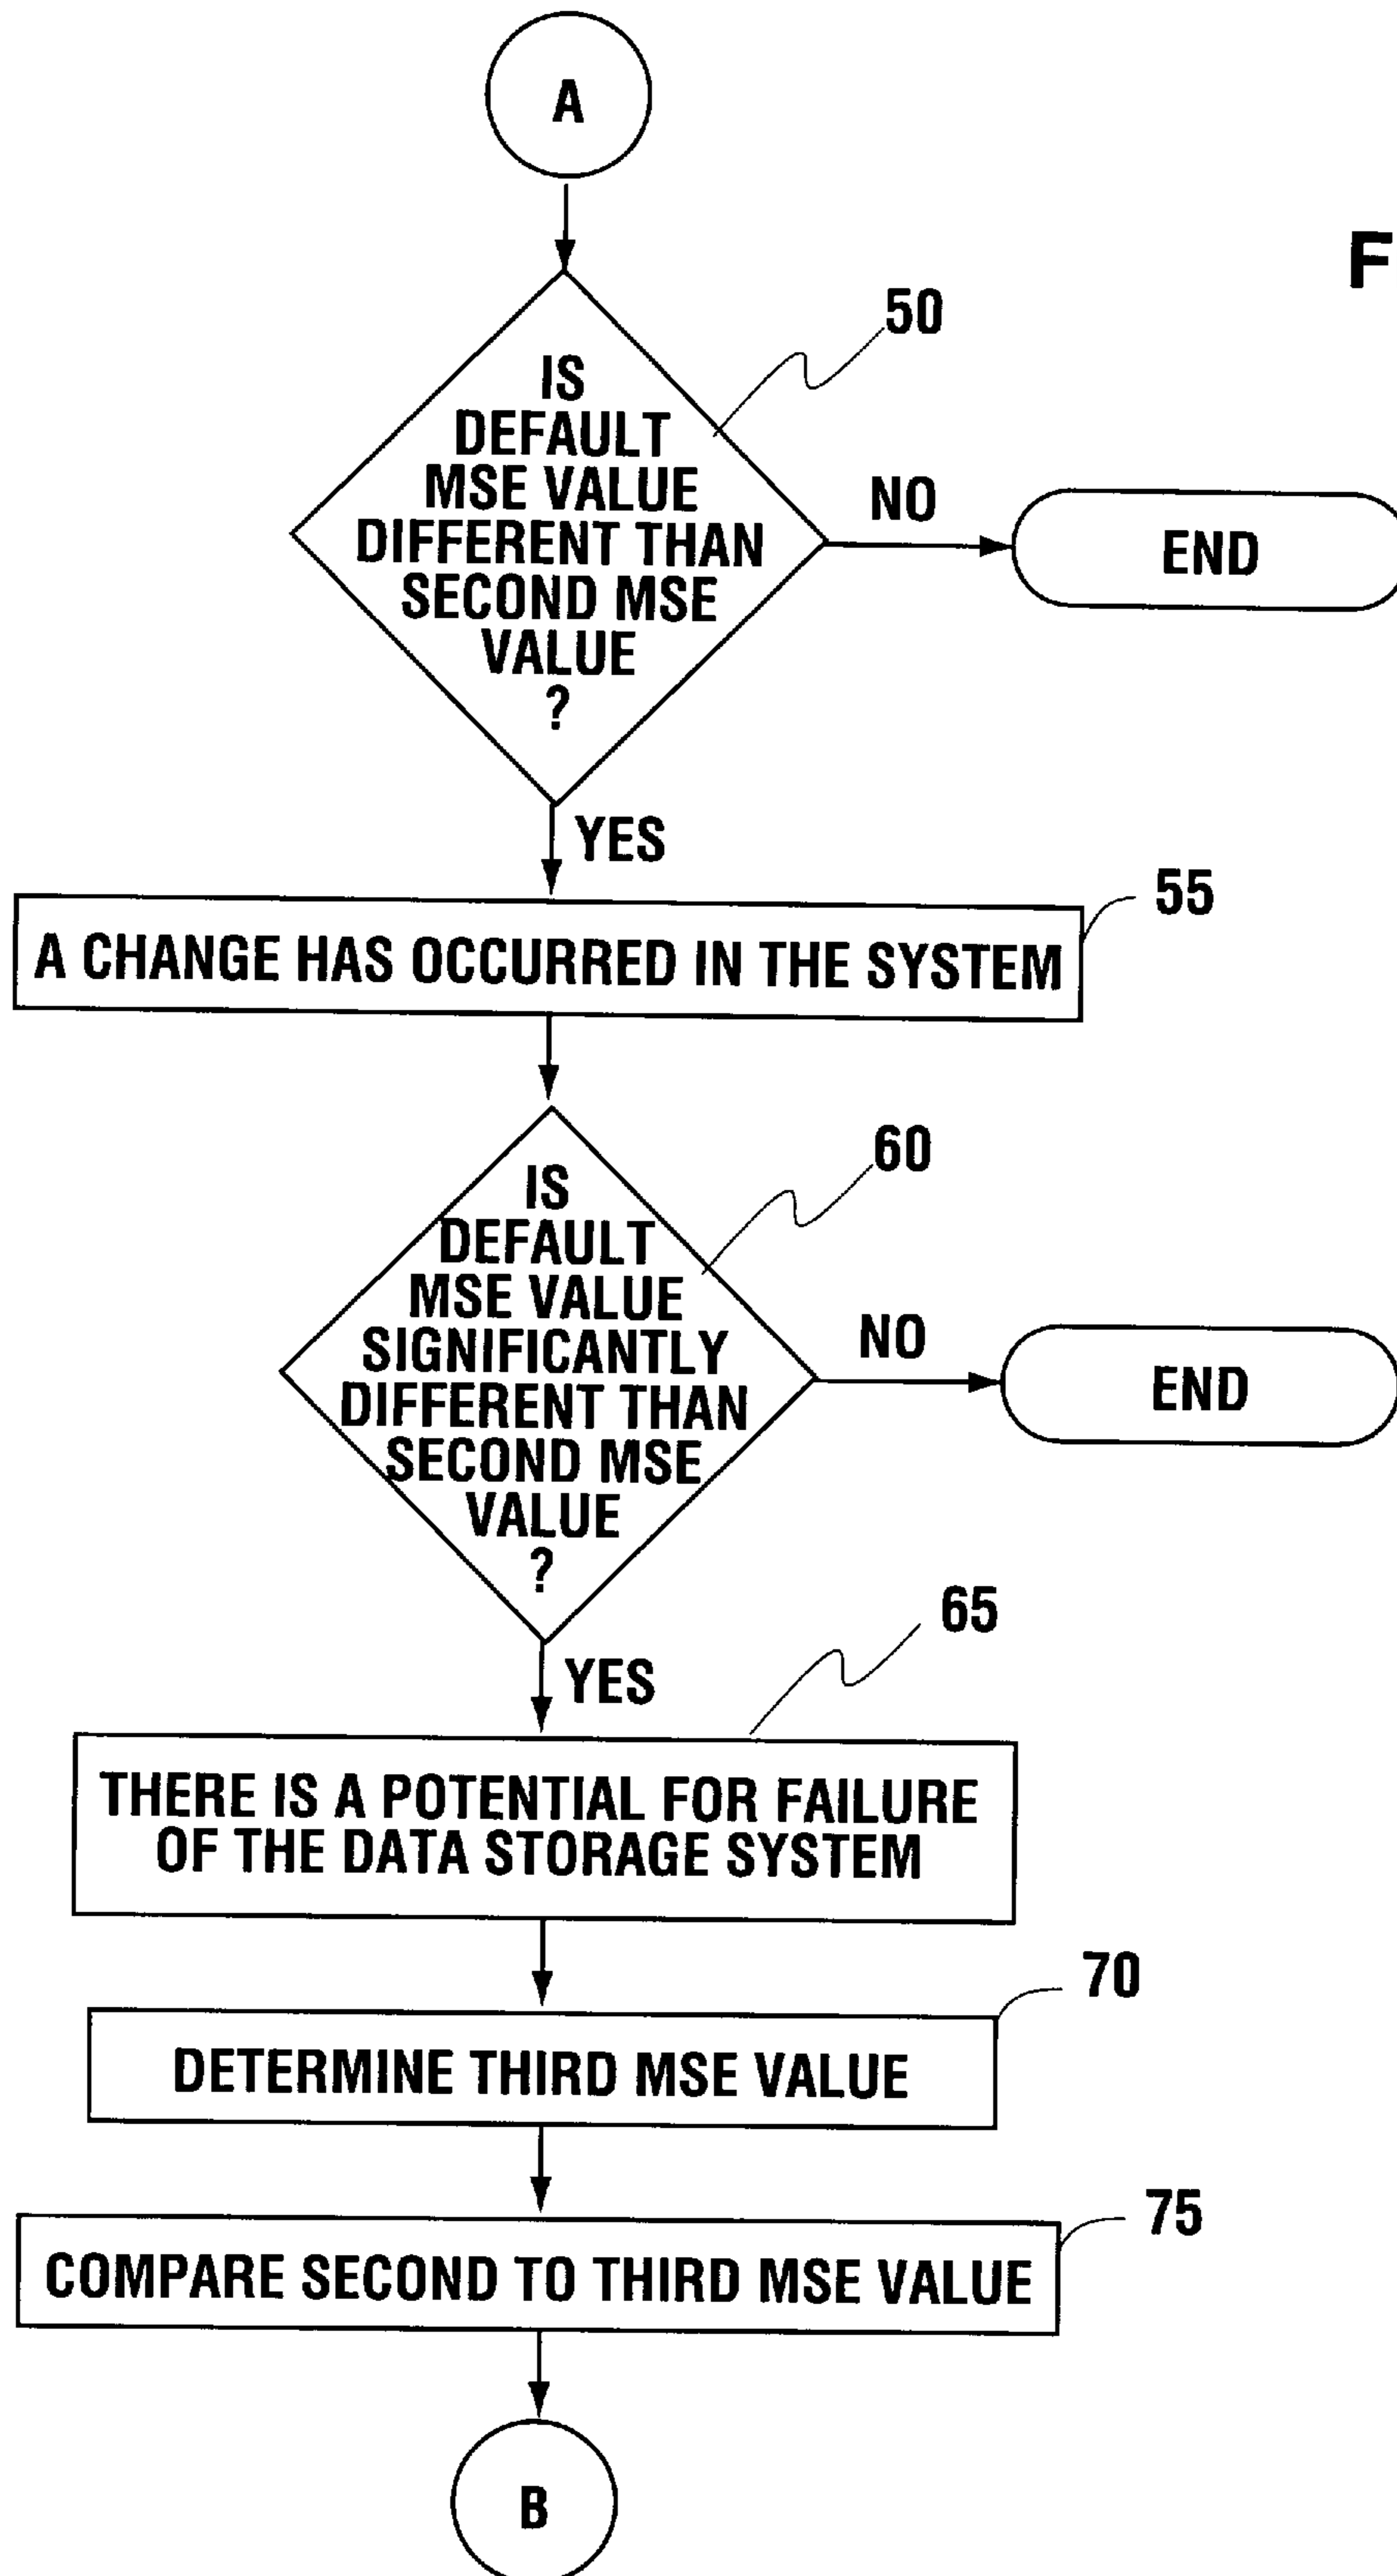 A
F
50
IS
DEFAULT
MSE VALUE
DIFFERENT THAN
SECOND MSE
VALUE
?
NO
END
YES
55
A CHANGE HAS OCCURRED IN THE SYSTEM
60
IS
DEFAULT
MSE VALUE
SIGNIFICANTLY
DIFFERENT THAN
SECOND MSE
VALUE
?
NO
END
YES
65
THERE IS A POTENTIAL FOR FAILURE
OF THE DATA STORAGE SYSTEM
70
DETERMINE THIRD MSE VALUE
75
COMPARE SECOND TO THIRD MSE VALUE
B